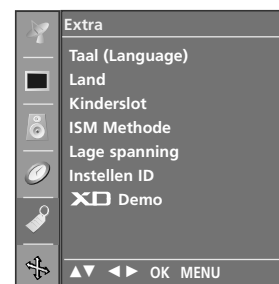 Extra
Taal (Language)
Land
Kinderslot
ISM Methode
Lage spanning
Instellen ID
XD Demo
▲▼ ◄► OK MENU